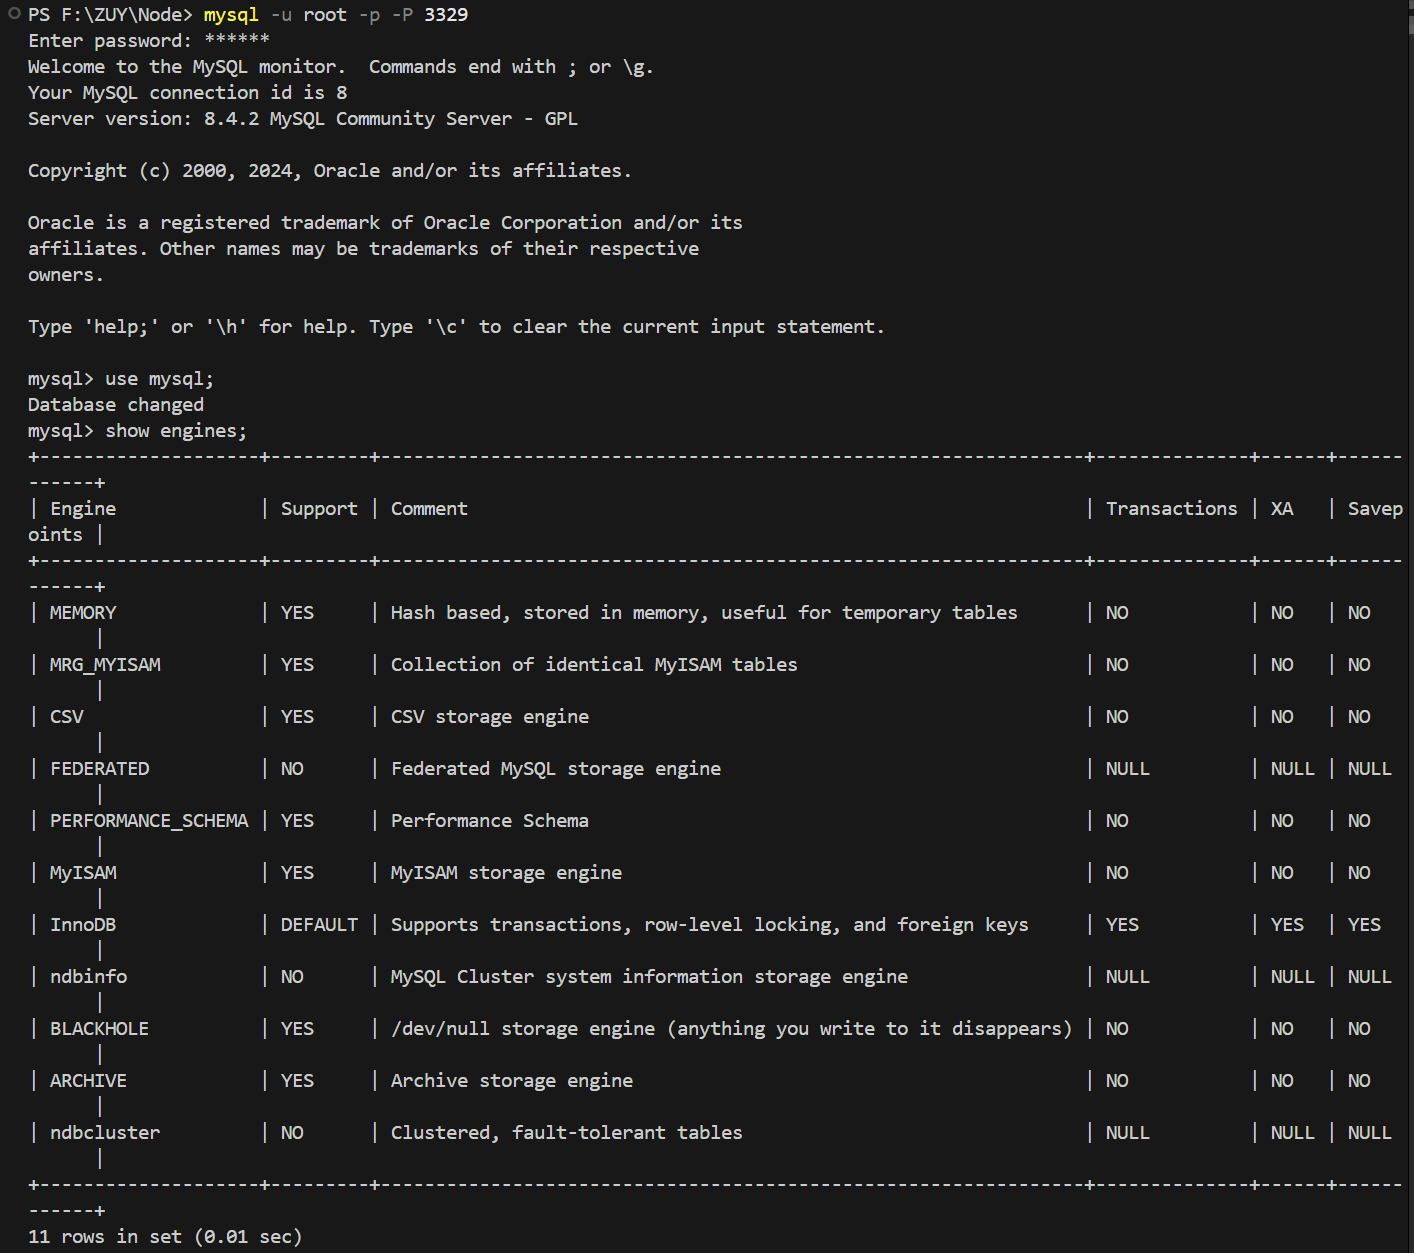 PS F:\ZUY\Node> mysql -u root -p -P 3329
Enter password: ******
Welcome to the MySQL monitor.  Commands end with ; or \g.
Your MySQL connection id is 8
Server version: 8.4.2 MySQL Community Server - GPL

Copyright (c) 2000, 2024, Oracle and/or its affiliates.

Oracle is a registered trademark of Oracle Corporation and/or its
affiliates. Other names may be trademarks of their respective
owners.

Type 'help;' or '\h' for help. Type '\c' to clear the current input statement.

mysql> use mysql;
Database changed
mysql> show engines;
+--------------------+---------+----------------------------------------------------------------+--------------+------+------
------+
| Engine             | Support | Comment                                                        | Transactions | XA   | Savep
oints |
+--------------------+---------+----------------------------------------------------------------+--------------+------+------
------+
| MEMORY             | YES     | Hash based, stored in memory, useful for temporary tables      | NO           | NO   | NO
      |
| MRG_MYISAM         | YES     | Collection of identical MyISAM tables                          | NO           | NO   | NO
      |
| CSV                | YES     | CSV storage engine                                             | NO           | NO   | NO
      |
| FEDERATED          | NO      | Federated MySQL storage engine                                 | NULL         | NULL | NULL
      |
| PERFORMANCE_SCHEMA | YES     | Performance Schema                                             | NO           | NO   | NO
      |
| MyISAM             | YES     | MyISAM storage engine                                          | NO           | NO   | NO
      |
| InnoDB             | DEFAULT | Supports transactions, row-level locking, and foreign keys     | YES          | YES  | YES
      |
| ndbinfo            | NO      | MySQL Cluster system information storage engine                | NULL         | NULL | NULL
      |
| BLACKHOLE          | YES     | /dev/null storage engine (anything you write to it disappears) | NO           | NO   | NO
      |
| ARCHIVE            | YES     | Archive storage engine                                         | NO           | NO   | NO
      |
| ndbcluster         | NO      | Clustered, fault-tolerant tables                               | NULL         | NULL | NULL
      |
+--------------------+---------+----------------------------------------------------------------+--------------+------+------
------+
11 rows in set (0.01 sec)